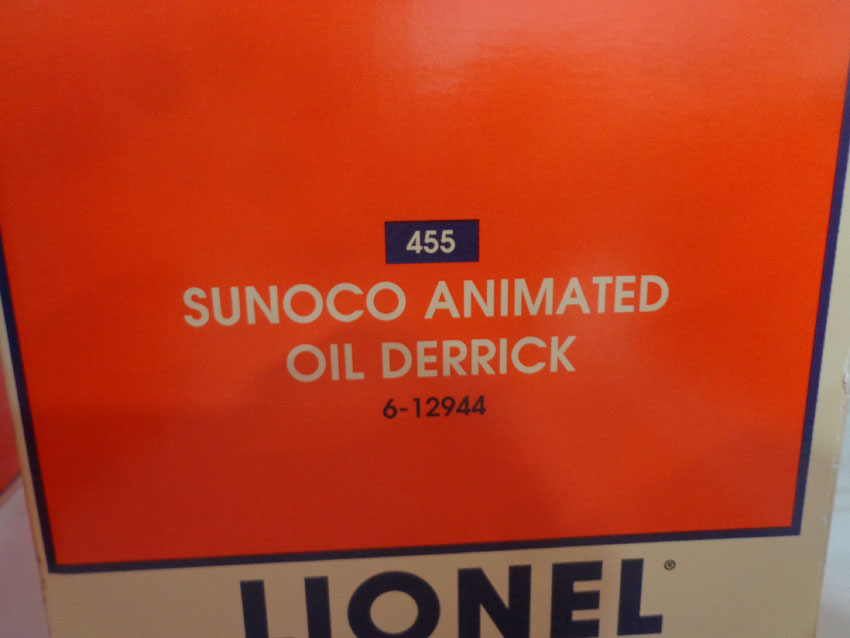 455
SUNOCO ANIMATED
OIL DERRICK
6-12944
LIONEL®